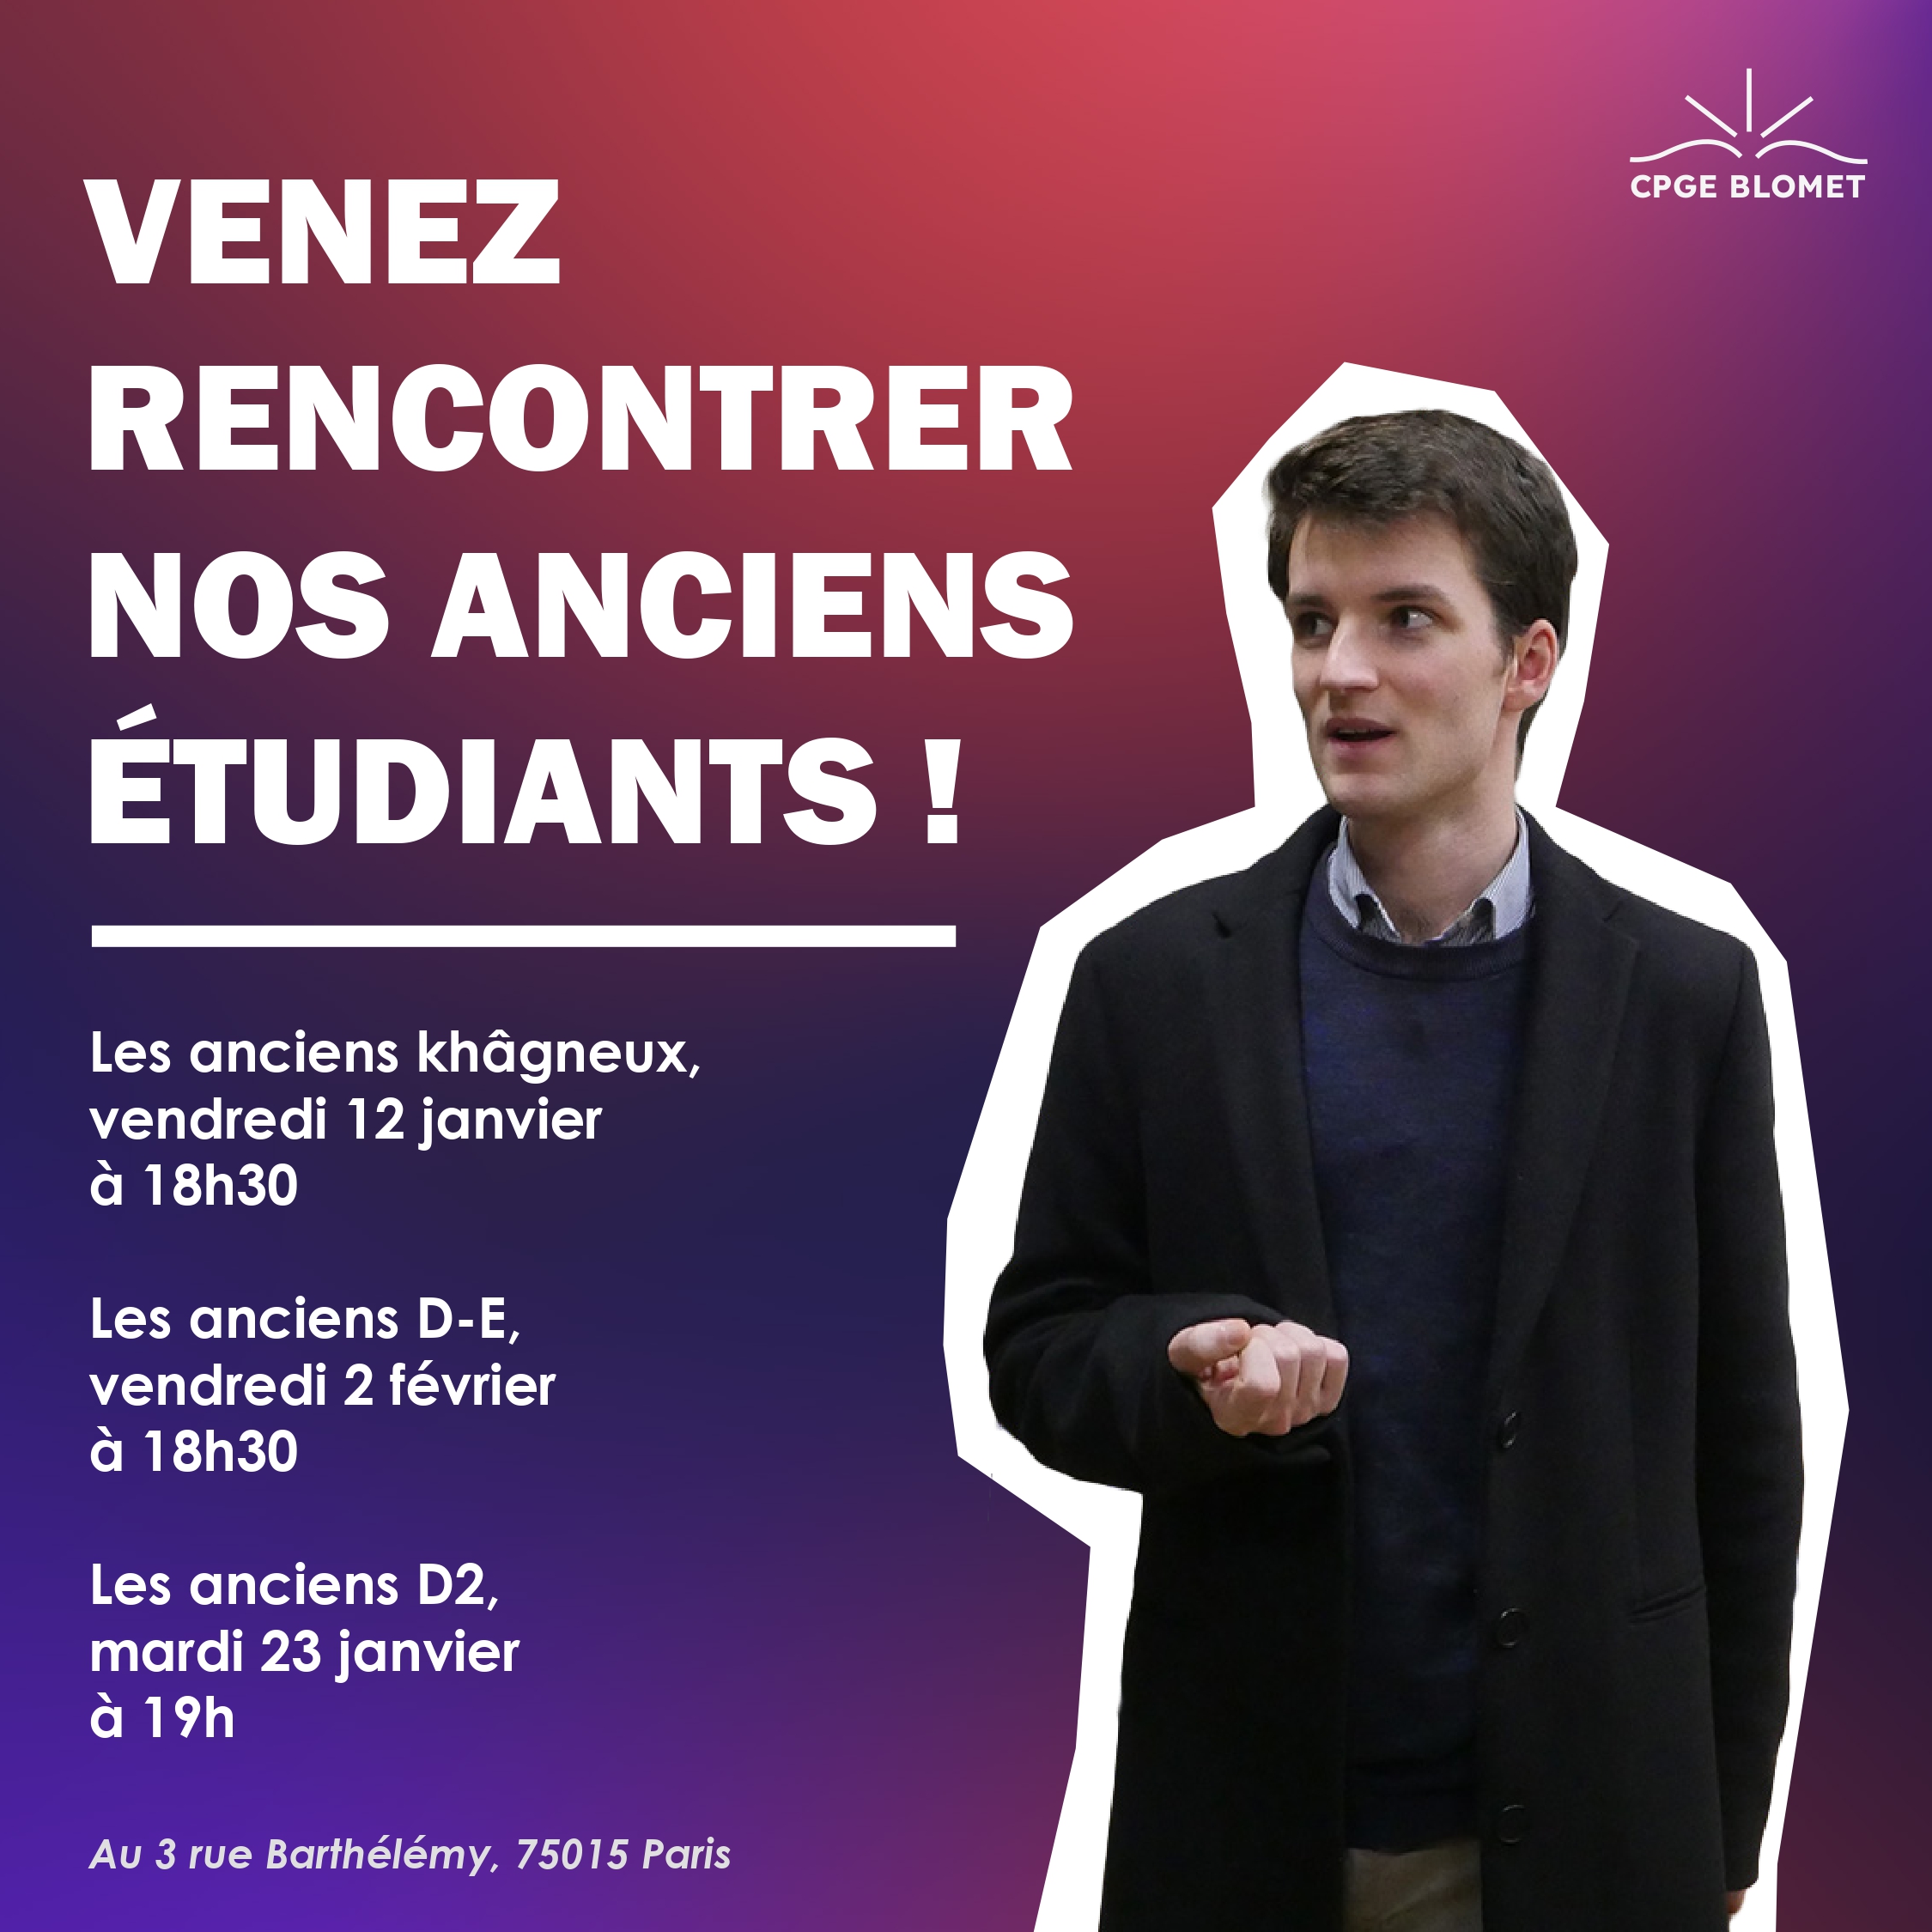 CPGE BLOMET
VENEZ
RENCONTRER
NOS ANCIENS
ÉTUDIANTS !
Les anciens khâgneux,
vendredi 12 janvier
à 18h30
Les anciens D-E,
vendredi 2 février
à 18h30
Les anciens D2,
mardi 23 janvier
à 19h
Au 3 rue Barthélémy, 75015 Paris